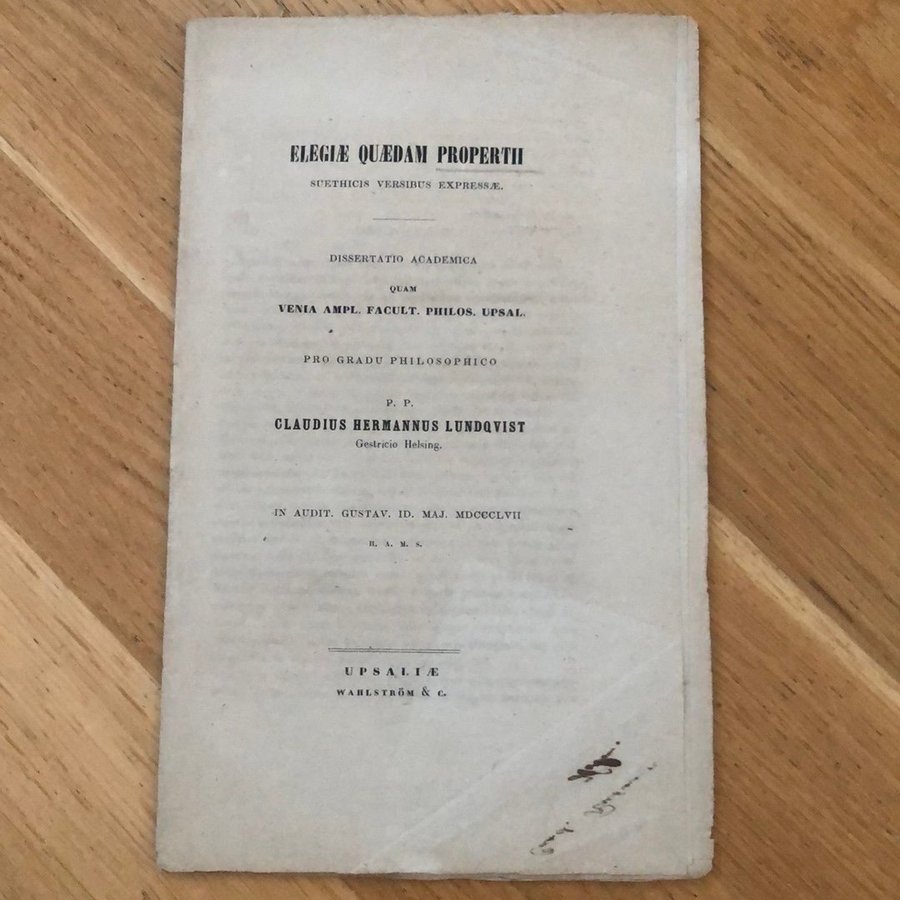 ELEGIÆ QUÆDAM PROPERTII
SUETHICIS VERSIBUS EXPRESSÆ.
DISSERTATIO ACADEMICA
QUAM
VENIA AMPL. FACULT. PHILOS. UPSAL.
PRO GRADU PHILOSOPHICO
P. P.
CLAUDIUS HERMANNUS LUNDQVIST
Gestricio Helsing.
IN AUDIT. GUSTAV. ID. MAJ. MDCCCLVII
H. A. M. S.
UPSALIÆ
WAHLSTRÖM & C.